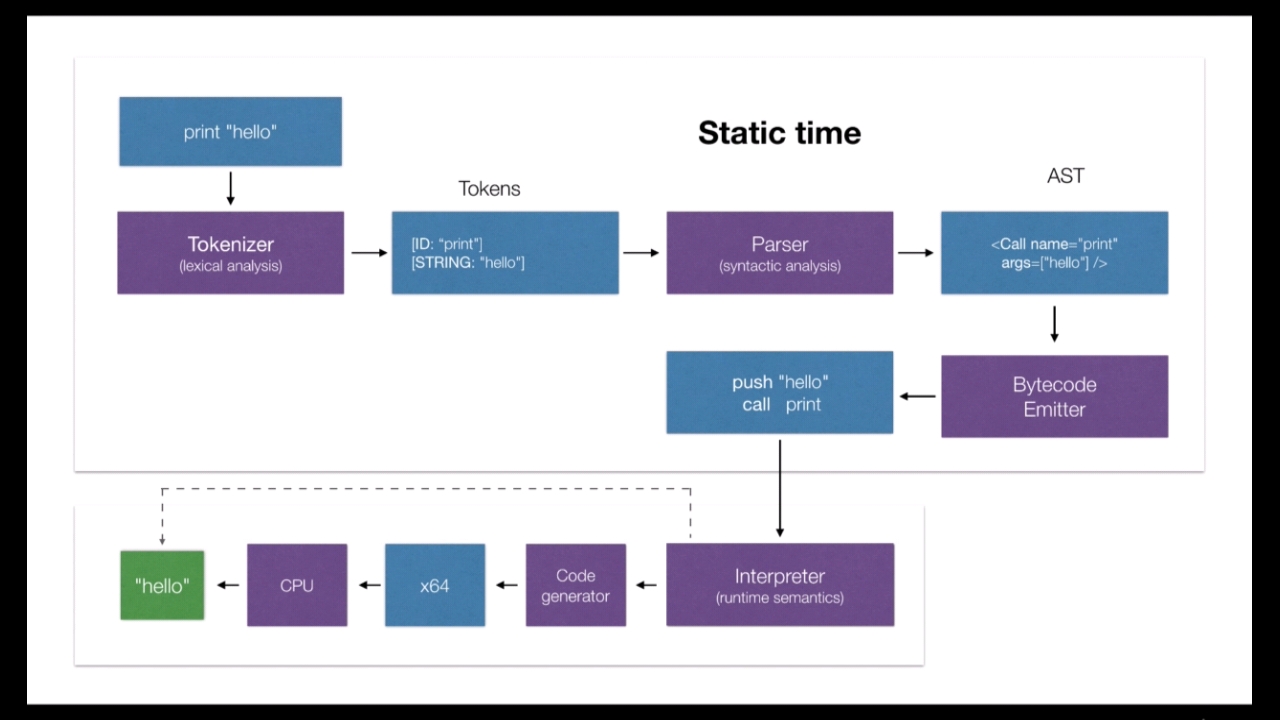 print "hello"
Static time
Tokens
AST
Tokenizer
(lexical analysis)
[ID: "print"]
[STRING: "hello"]
Parser
(syntactic analysis)
<Call name="print"
args=["hello"] />
push "hello"
call print
Bytecode
Emitter
"hello"
CPU
x64
Code
generator
Interpreter
(runtime semantics)